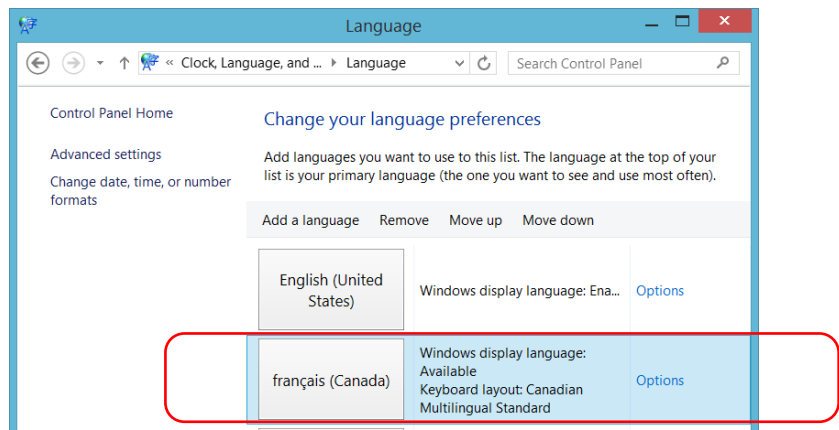 Language
« Clock, Language, and ... Language
Search Control Panel
Control Panel Home
Advanced settings
Change date, time, or number
formats
Change your language preferences
Add languages you want to use to this list. The language at the top of your
list is your primary language (the one you want to see and use most often).
Add a language Remove Move up Move down
English (United
States)
Windows display language: Ena... Options
français (Canada)
Windows display language:
Available
Keyboard layout: Canadian
Multilingual Standard
Options